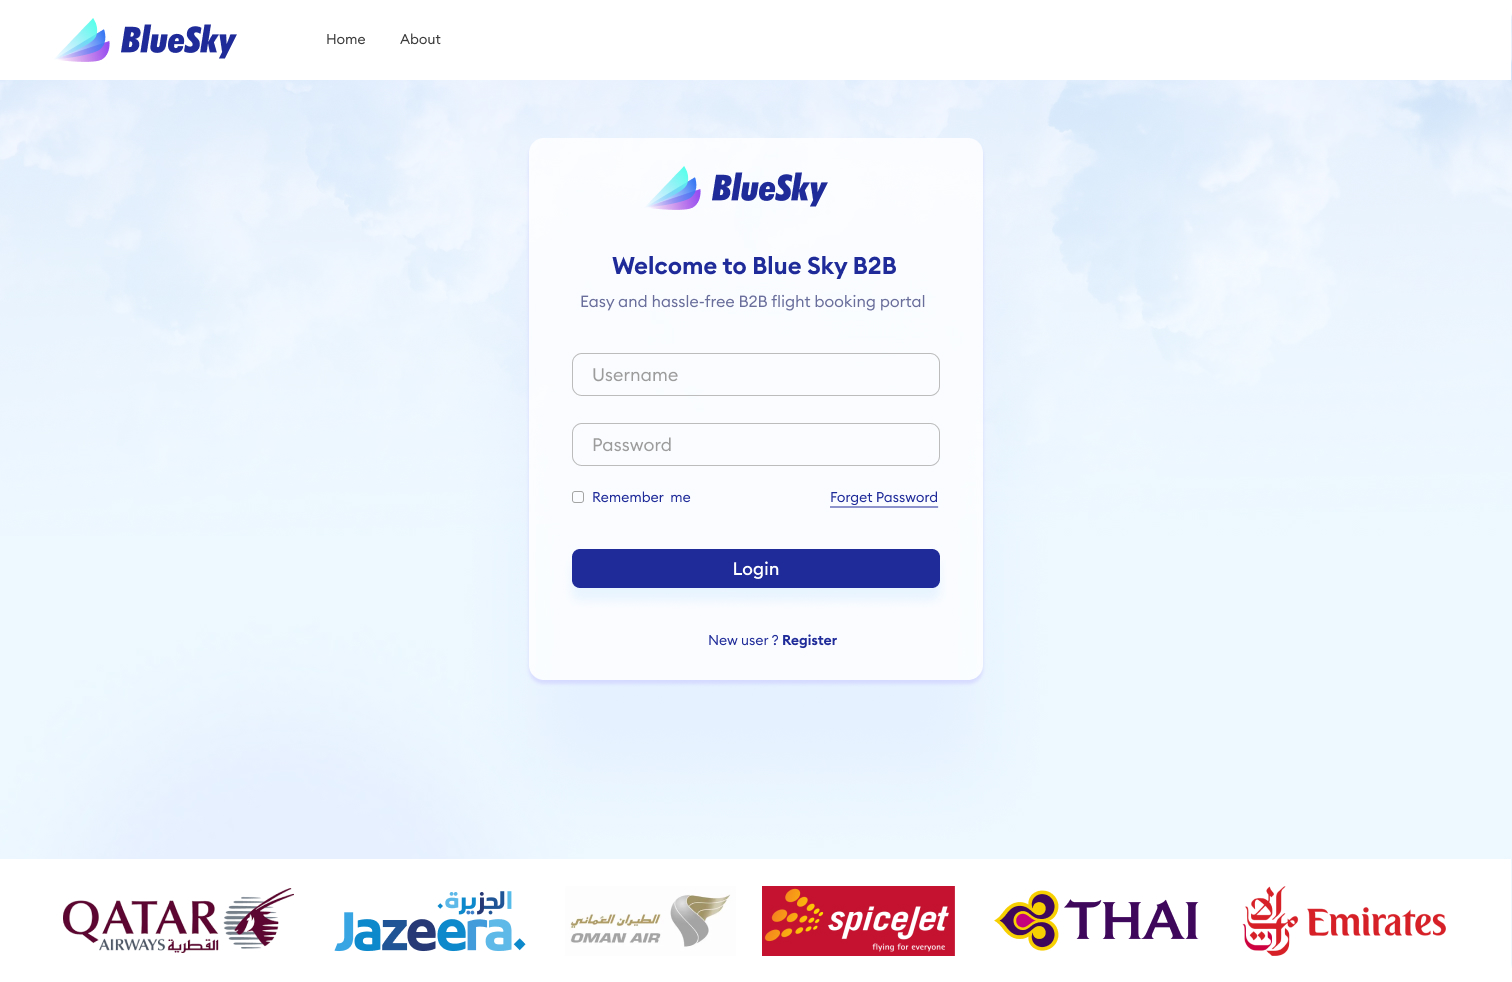 BlueSky
Home
About
BlueSky
Welcome to Blue Sky B2B
Easy and hassle-free B2B flight booking portal
Username
Password
Remember me
Forget Password
Login
New user ? Register
QATAR
AIRWAYS القطرية
الجزيرة
Jazeera
الطيران العماني
OMAN AIR
spiceJet
flying for everyone
THAI
Emirates